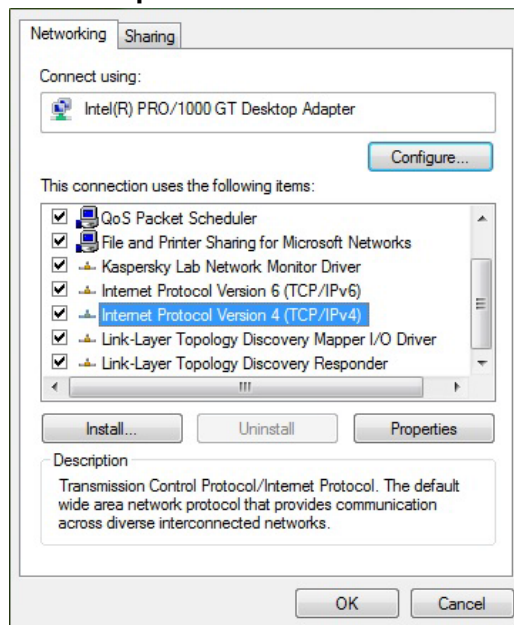 Networking
Sharing
Connect using:
Intel(R) PRO/1000 GT Desktop Adapter
Configure...
This connection uses the following items:
QoS Packet Scheduler
File and Printer Sharing for Microsoft Networks
Kaspersky Lab Network Monitor Driver
Internet Protocol Version 6 (TCP/IPv6)
Internet Protocol Version 4 (TCP/IPv4)
Link-Layer Topology Discovery Mapper I/O Driver
Link-Layer Topology Discovery Responder
Install...
Uninstall
Properties
Description
Transmission Control Protocol/Internet Protocol. The default
wide area network protocol that provides communication
across diverse interconnected networks.
OK
Cancel